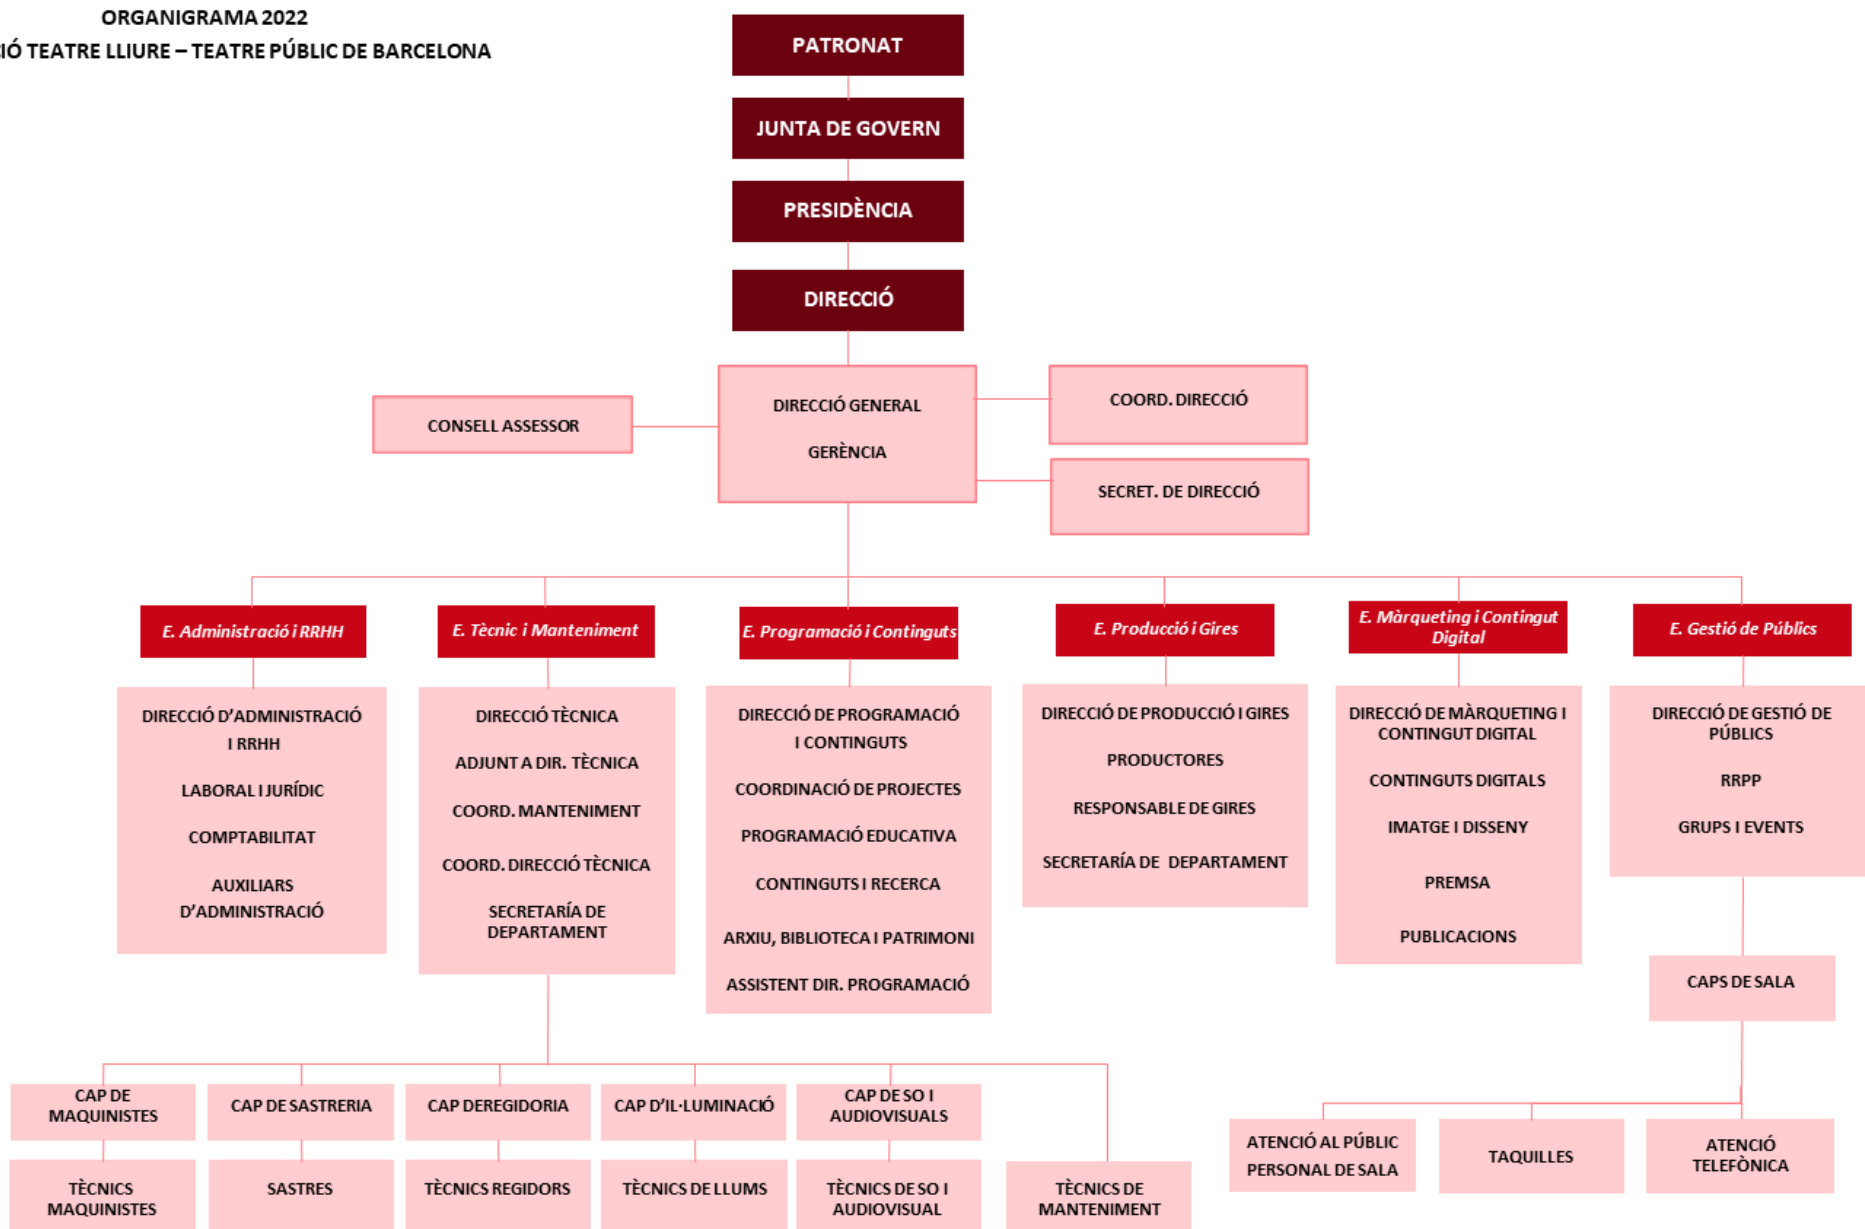 ORGANIGRAMA 2022
IÓ TEATRE LLIURE – TEATRE PÚBLIC DE BARCELONA
PATRONAT
JUNTA DE GOVERN
PRESIDÈNCIA
DIRECCIÓ
DIRECCIÓ GENERAL
GERÈNCIA
CONSELL ASSESSOR
COORD. DIRECCIÓ
SECRET. DE DIRECCIÓ
E. Administració i RRHH
DIRECCIÓ D'ADMINISTRACIÓ
I RRHH
LABORAL I JURÍDIC
COMPTABILITAT
AUXILIARS
D'ADMINISTRACIÓ
E. Tècnic i Manteniment
DIRECCIÓ TÈCNICA
ADJUNT A DIR. TÈCNICA
COORD. MANTENIMENT
COORD. DIRECCIÓ TÈCNICA
SECRETARÍA DE
DEPARTAMENT
E. Programació i Continguts
DIRECCIÓ DE PROGRAMACIÓ
I CONTINGUTS
COORDINACIÓ DE PROJECTES
PROGRAMACIÓ EDUCATIVA
CONTINGUTS I RECERCA
ARXIU, BIBLIOTECA I PATRIMONI
ASSISTENT DIR. PROGRAMACIÓ
E. Producció i Gires
DIRECCIÓ DE PRODUCCIÓ I GIRES
PRODUCTORES
RESPONSABLE DE GIRES
SECRETARÍA DE DEPARTAMENT
E. Màrqueting i Contingut
Digital
DIRECCIÓ DE MÀRQUETING I
CONTINGUT DIGITAL
CONTINGUTS DIGITALS
IMATGE I DISSENY
PREMSA
PUBLICACIONS
E. Gestió de Públics
DIRECCIÓ DE GESTIÓ DE
PÚBLICS
RRPP
GRUPS I EVENTS
CAPS DE SALA
CAP DE
MAQUINISTES
CAP DE SASTRERIA
CAP DEREGIDORIA
CAP D'IL·LUMINACIÓ
CAP DE SO I
AUDIOVISUALS
TÈCNICS
MAQUINISTES
SASTRES
TÈCNICS REGIDORS
TÈCNICS DE LLUMS
TÈCNICS DE SO I
AUDIOVISUAL
TÈCNICS DE
MANTENIMENT
ATENCIÓ AL PÚBLIC
PERSONAL DE SALA
TAQUILLES
ATENCIÓ
TELEFÒNICA